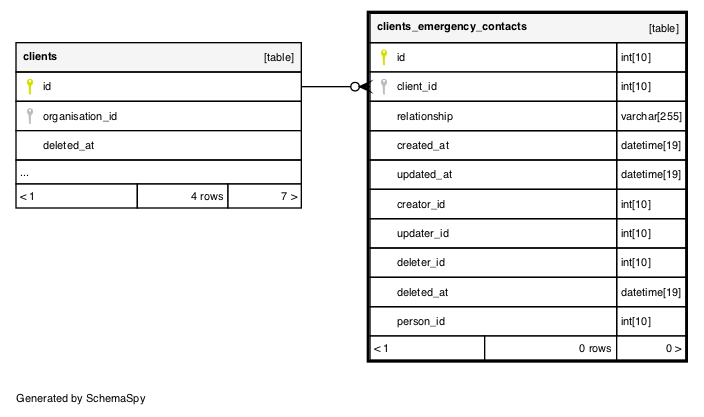 clients [table]
id
organisation_id
deleted_at
...
< 1 4 rows 7 >
clients_emergency_contacts [table]
id int[10]
client_id int[10]
relationship varchar[255]
created_at datetime[19]
updated_at datetime[19]
creator_id int[10]
updater_id int[10]
deleter_id int[10]
deleted_at datetime[19]
person_id int[10]
< 1 0 rows 0 >
Generated by SchemaSpy